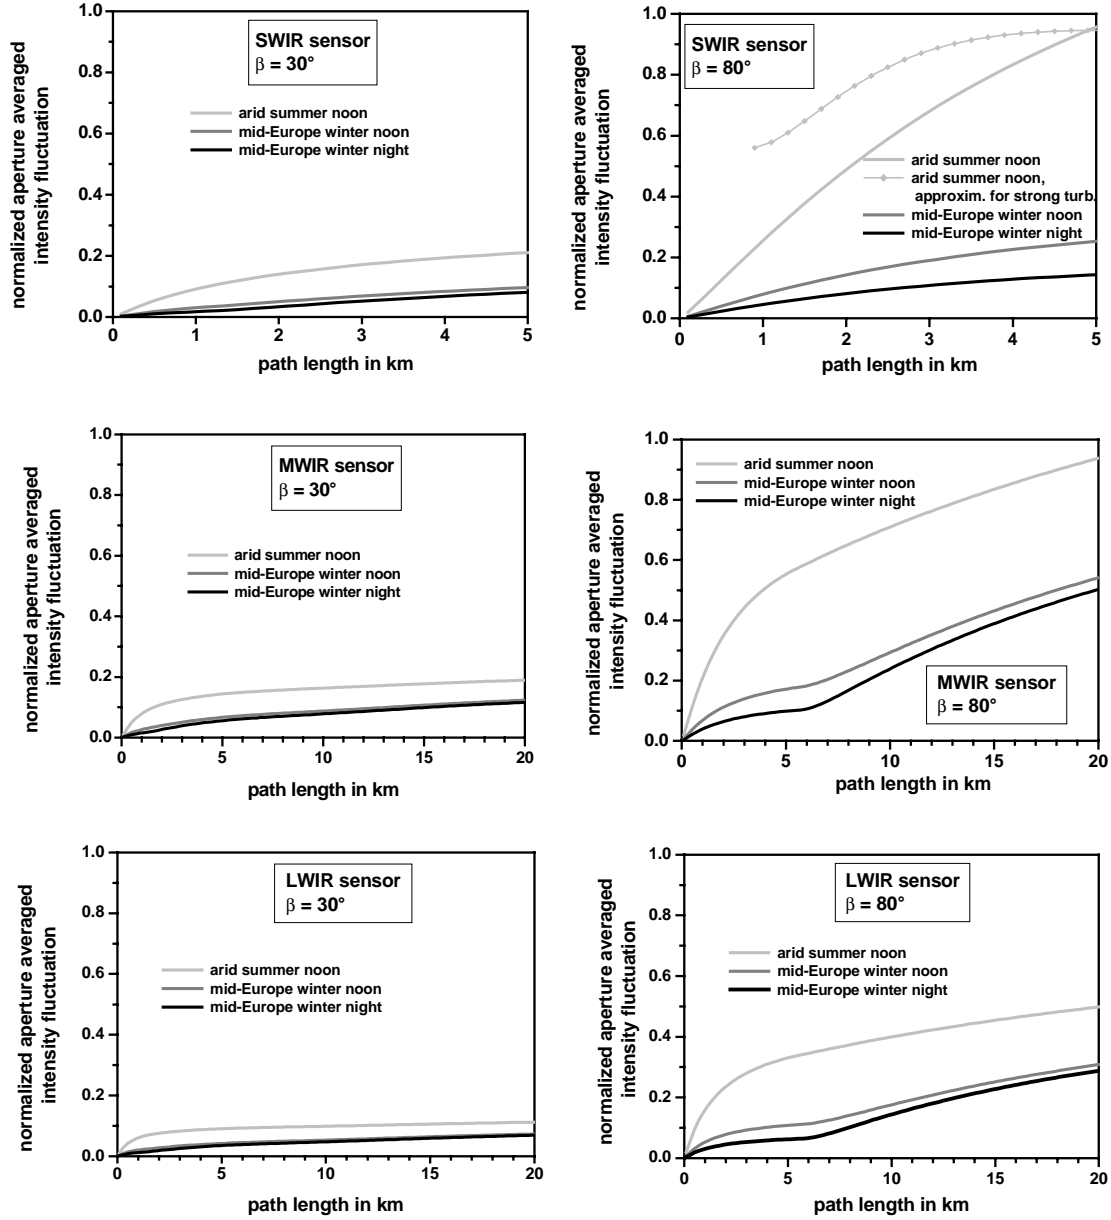 normalized aperture averaged
intensity fluctuation
1.0
0.8
0.6
0.4
0.2
0.0
SWIR sensor
β = 30°
arid summer noon
mid-Europe winter noon
mid-Europe winter night
0 1 2 3 4 5
path length in km
normalized aperture averaged
intensity fluctuation
1.0
0.8
0.6
0.4
0.2
0.0
SWIR sensor
β = 80°
arid summer noon
arid summer noon,
approxim. for strong turb.
mid-Europe winter noon
mid-Europe winter night
0 1 2 3 4 5
path length in km
normalized aperture averaged
intensity fluctuation
1.0
0.8
0.6
0.4
0.2
0.0
MWIR sensor
β = 30°
arid summer noon
mid-Europe winter noon
mid-Europe winter night
0 5 10 15 20
path length in km
normalized aperture averaged
intensity fluctuation
1.0
0.8
0.6
0.4
0.2
0.0
arid summer noon
mid-Europe winter noon
mid-Europe winter night
MWIR sensor
β = 80°
0 5 10 15 20
path length in km
normalized aperture averaged
intensity fluctuation
1.0
0.8
0.6
0.4
0.2
0.0
LWIR sensor
β = 30°
arid summer noon
mid-Europe winter noon
mid-Europe winter night
0 5 10 15 20
path length in km
normalized aperture averaged
intensity fluctuation
1.0
0.8
0.6
0.4
0.2
0.0
LWIR sensor
β = 80°
arid summer noon
mid-Europe winter noon
mid-Europe winter night
0 5 10 15 20
path length in km